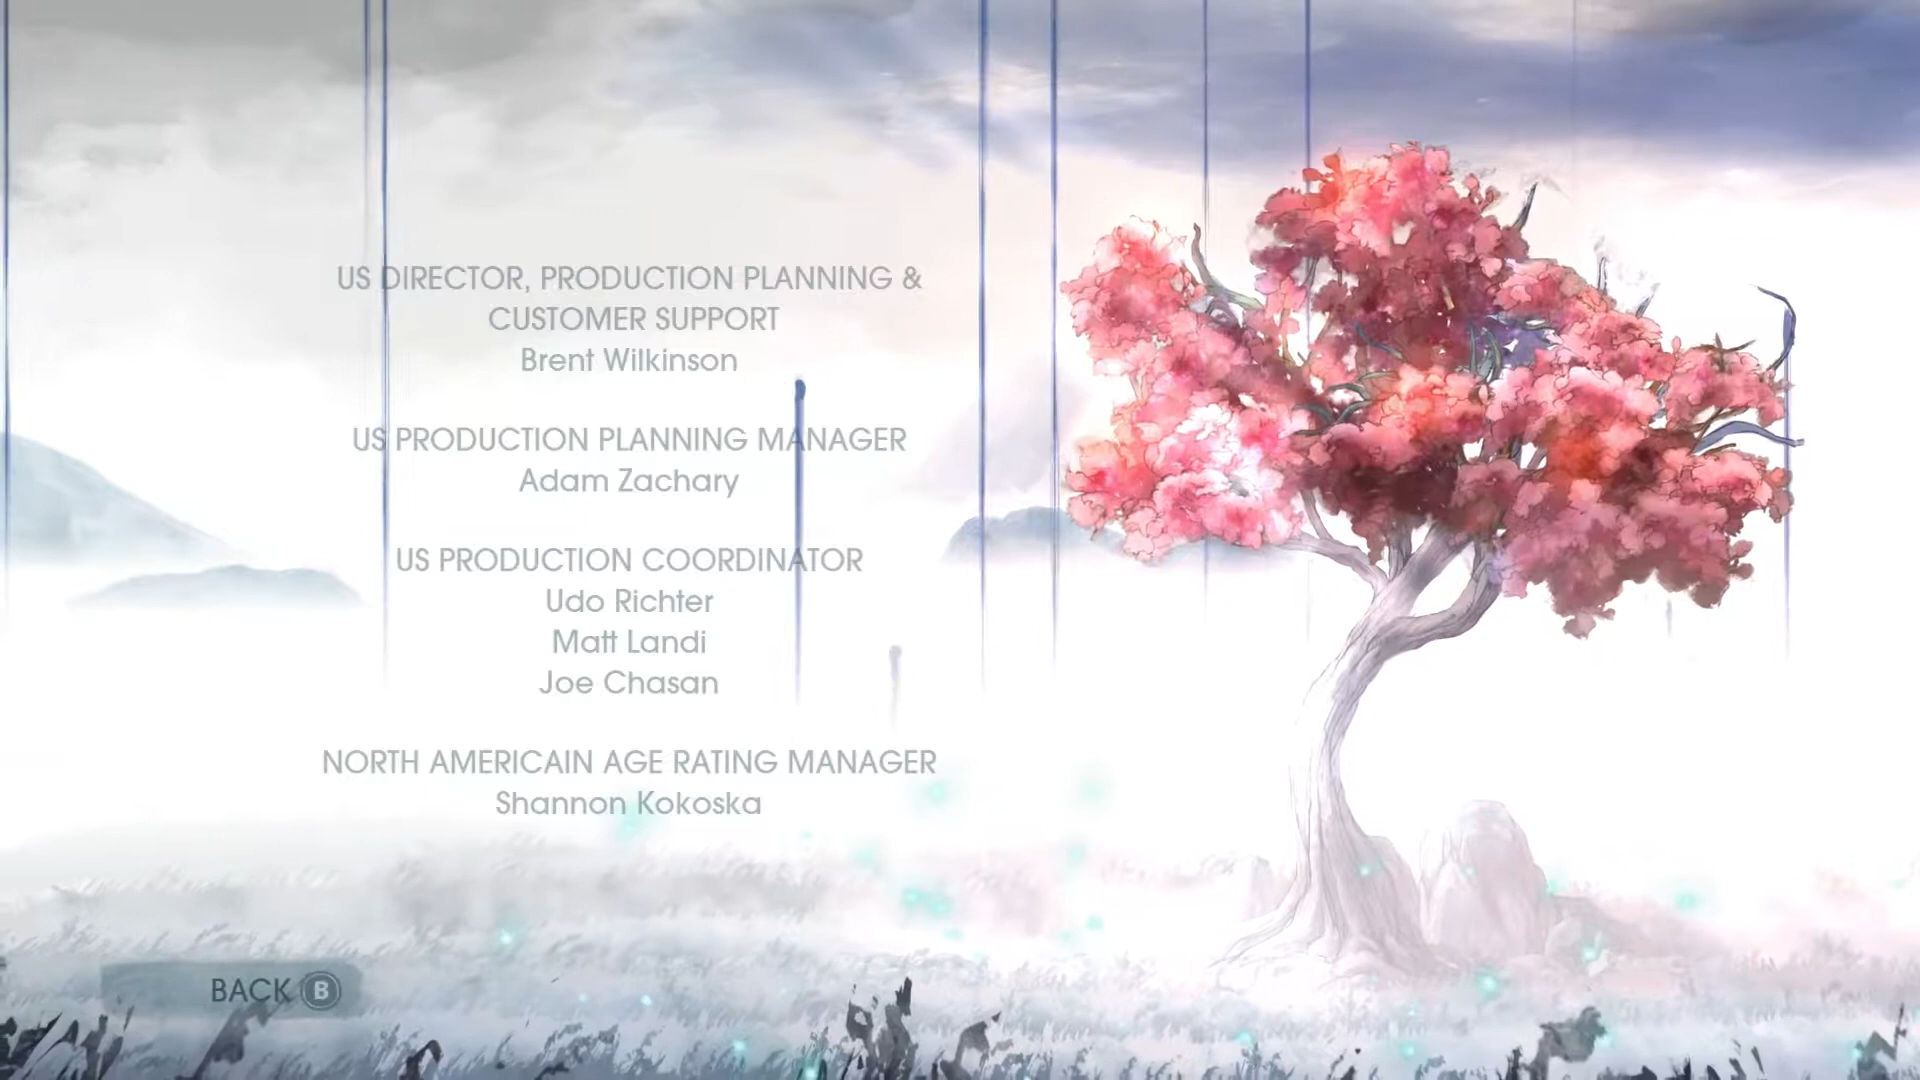 US DIRECTOR, PRODUCTION PLANNING &
CUSTOMER SUPPORT
Brent Wilkinson
US PRODUCTION PLANNING MANAGER
Adam Zachary
US PRODUCTION COORDINATOR
Udo Richter
Matt Landi
Joe Chasan
NORTH AMERICAIN AGE RATING MANAGER
Shannon Kokoska
BACK B